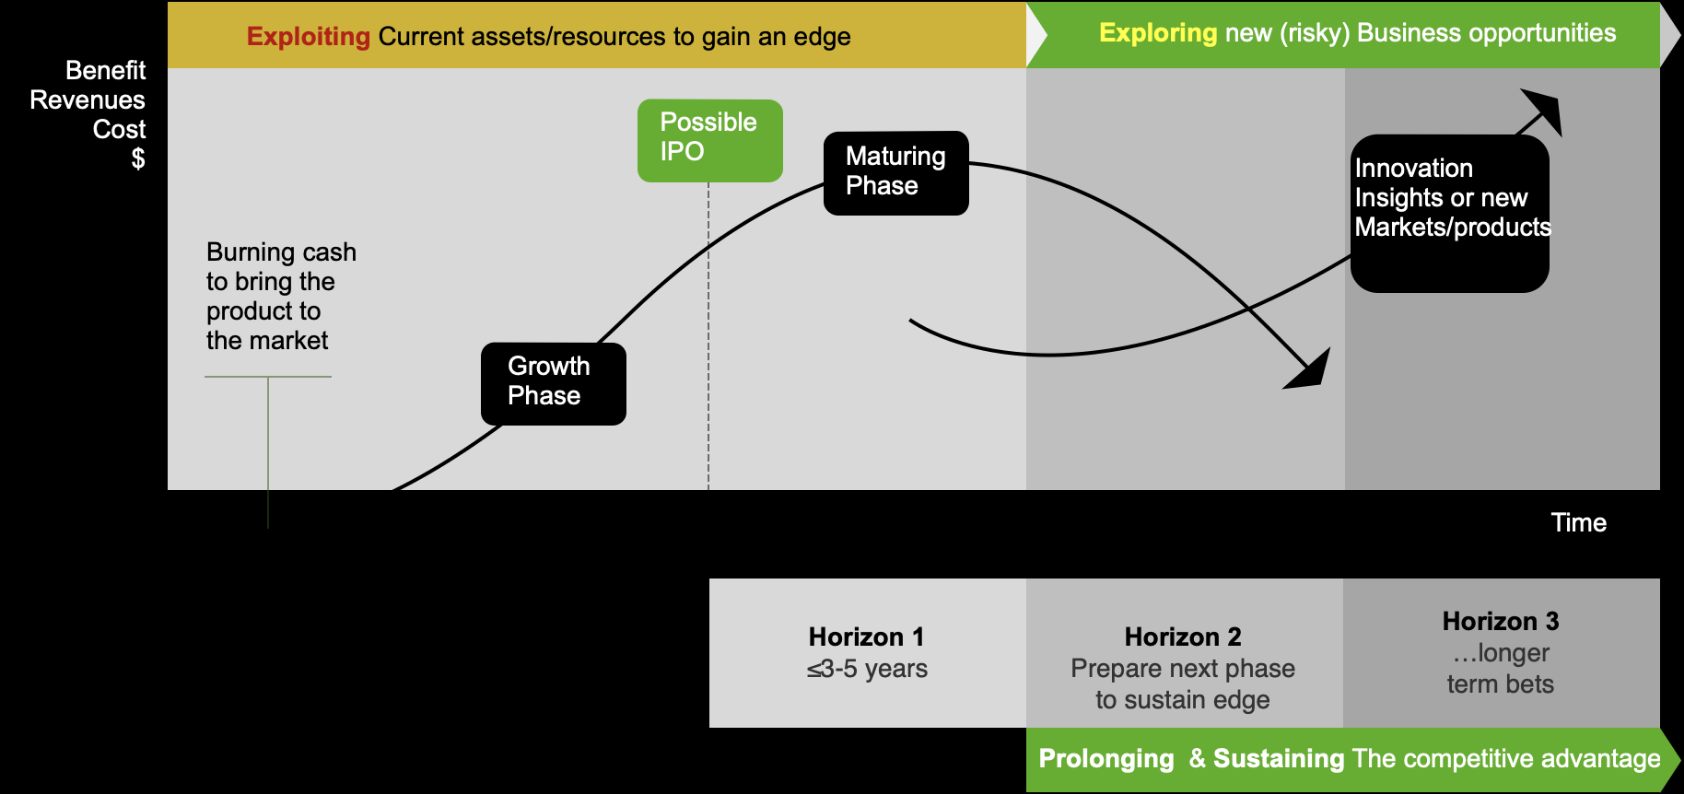 Exploiting Current assets/resources to gain an edge
Exploring new (risky) Business opportunities
Benefit
Revenues
Cost
$
Possible
IPO
Maturing
Phase
Innovation
Insights or new
Markets/products
Burning cash
to bring the
product to
the market
Growth
Phase
Time
Horizon 1
≤3-5 years
Horizon 2
Prepare next phase
to sustain edge
Horizon 3
…longer
term bets
Prolonging & Sustaining The competitive advantage